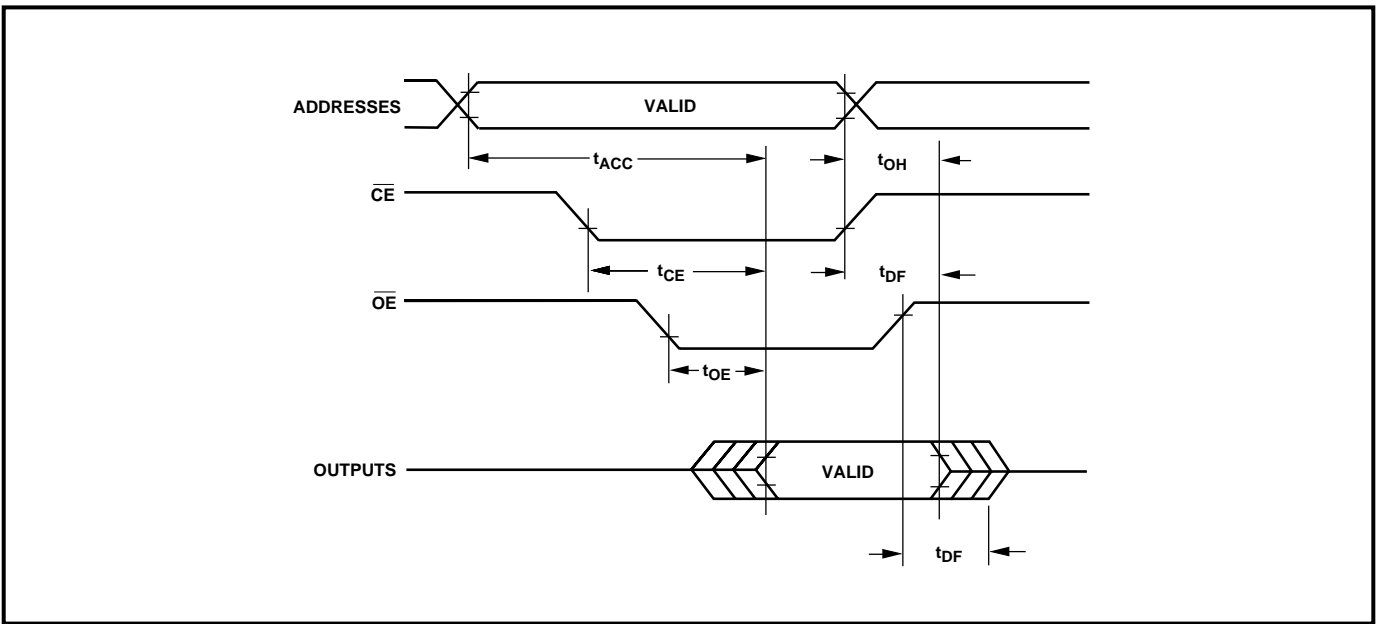 ADDRESSES
VALID
tACC
tOH
CE
tCE
tDF
OE
tOE
OUTPUTS
VALID
tDF